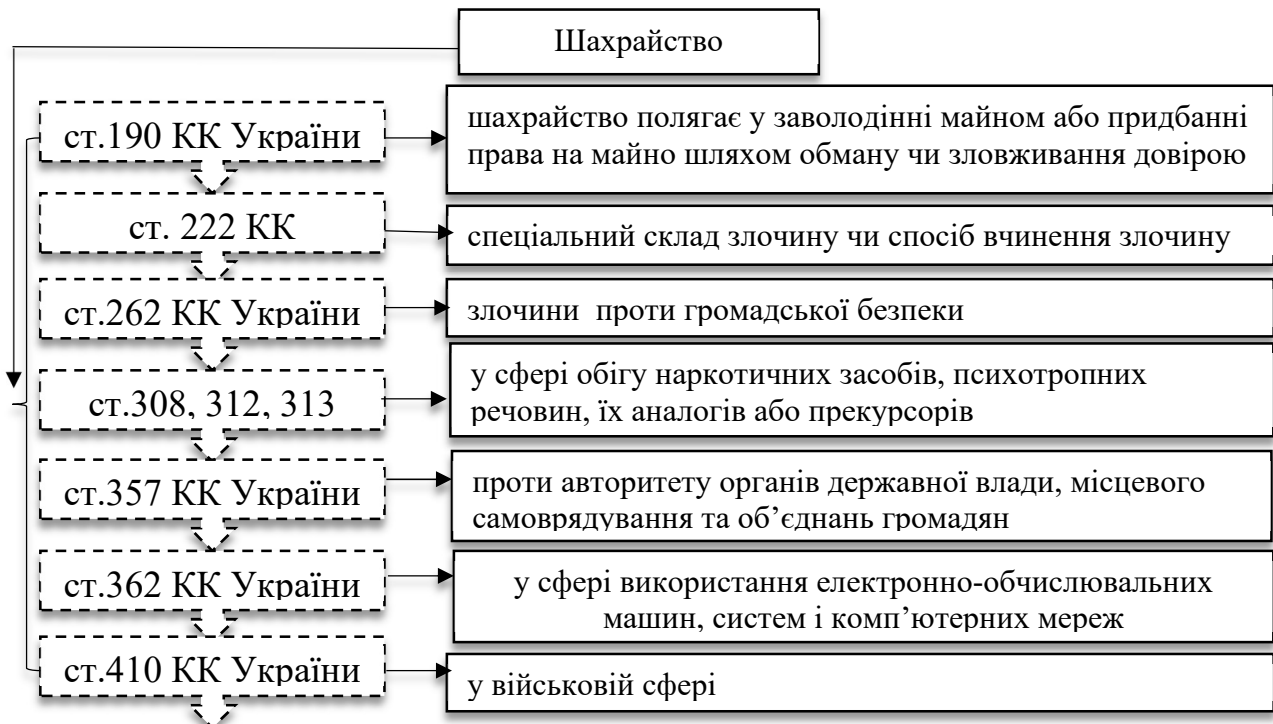 Шахрайство
ст.190 КК України
шахрайство полягає у заволодінні майном або придбанні
права на майно шляхом обману чи зловживання довірою
ст. 222 КК
спеціальний склад злочину чи спосіб вчинення злочину
ст.262 КК України
злочини проти громадської безпеки
ст.308, 312, 313
у сфері обігу наркотичних засобів, психотропних
речовин, їх аналогів або прекурсорів
ст.357 КК України
проти авторитету органів державної влади, місцевого
самоврядування та об’єднань громадян
ст.362 КК України
у сфері використання електронно-обчислювальних
машин, систем і комп’ютерних мереж
ст.410 КК України
у військовій сфері